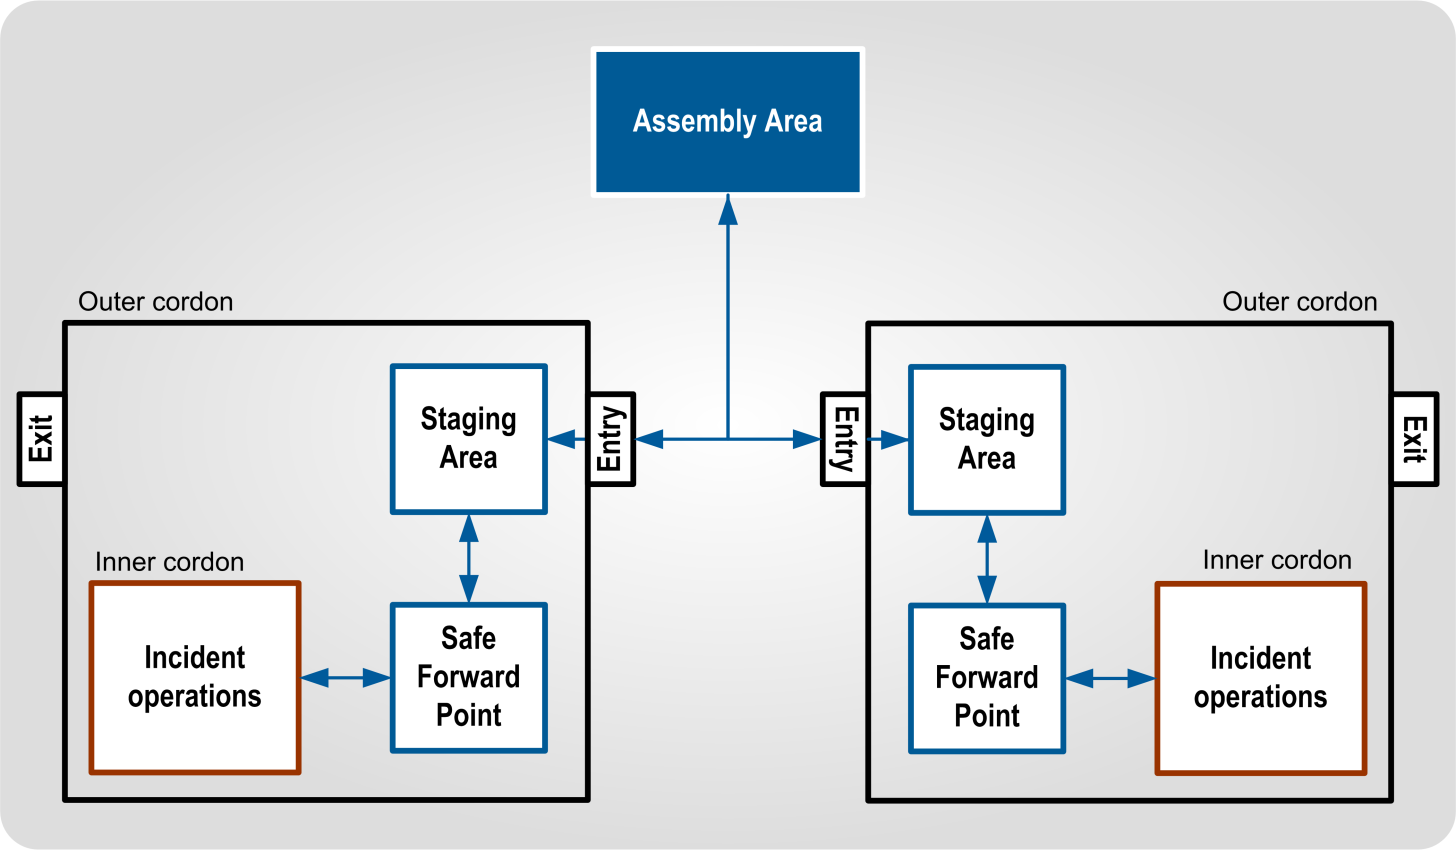 Assembly Area
Outer cordon
Outer cordon
Exit
Staging
Area
Entry
Entry
Staging
Area
Exit
Inner cordon
Inner cordon
Incident
operations
Safe
Forward
Point
Safe
Forward
Point
Incident
operations